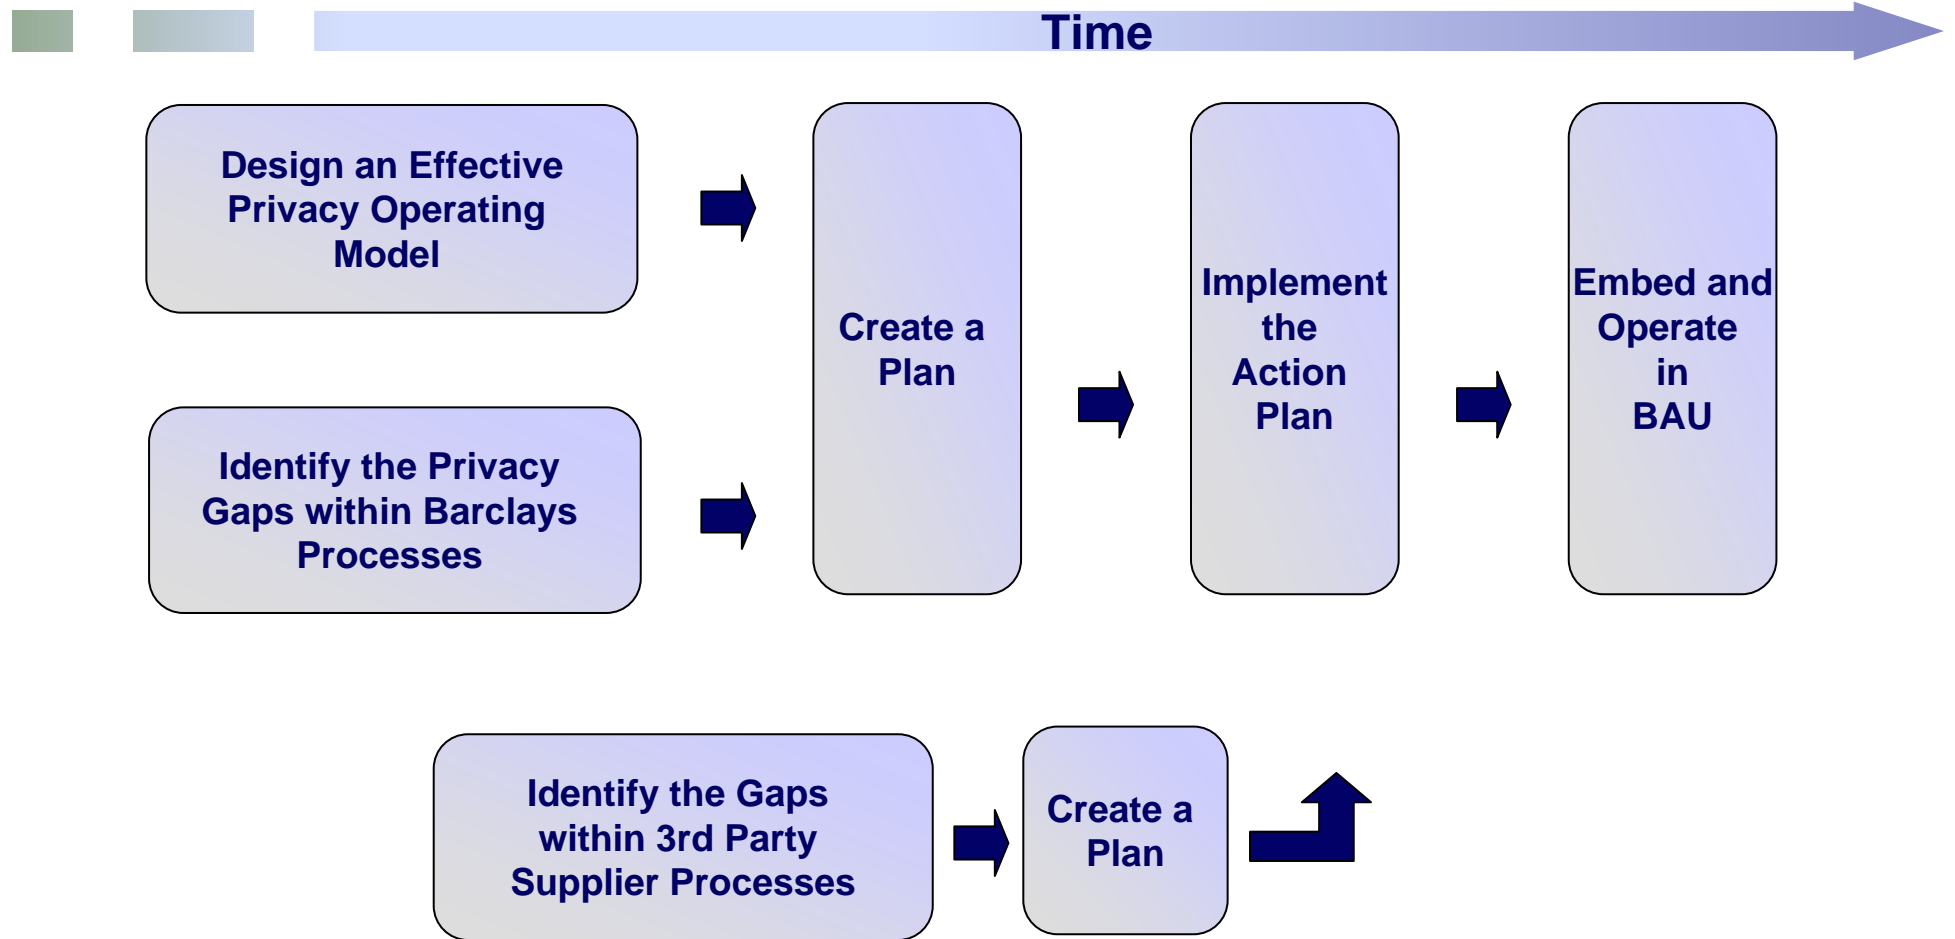 Time
Design an Effective
Privacy Operating
Model
Identify the Privacy
Gaps within Barclays
Processes
Create a
Plan
Implement
the
Action
Plan
Embed and
Operate
in
BAU
Identify the Gaps
within 3rd Party
Supplier Processes
Create a
Plan